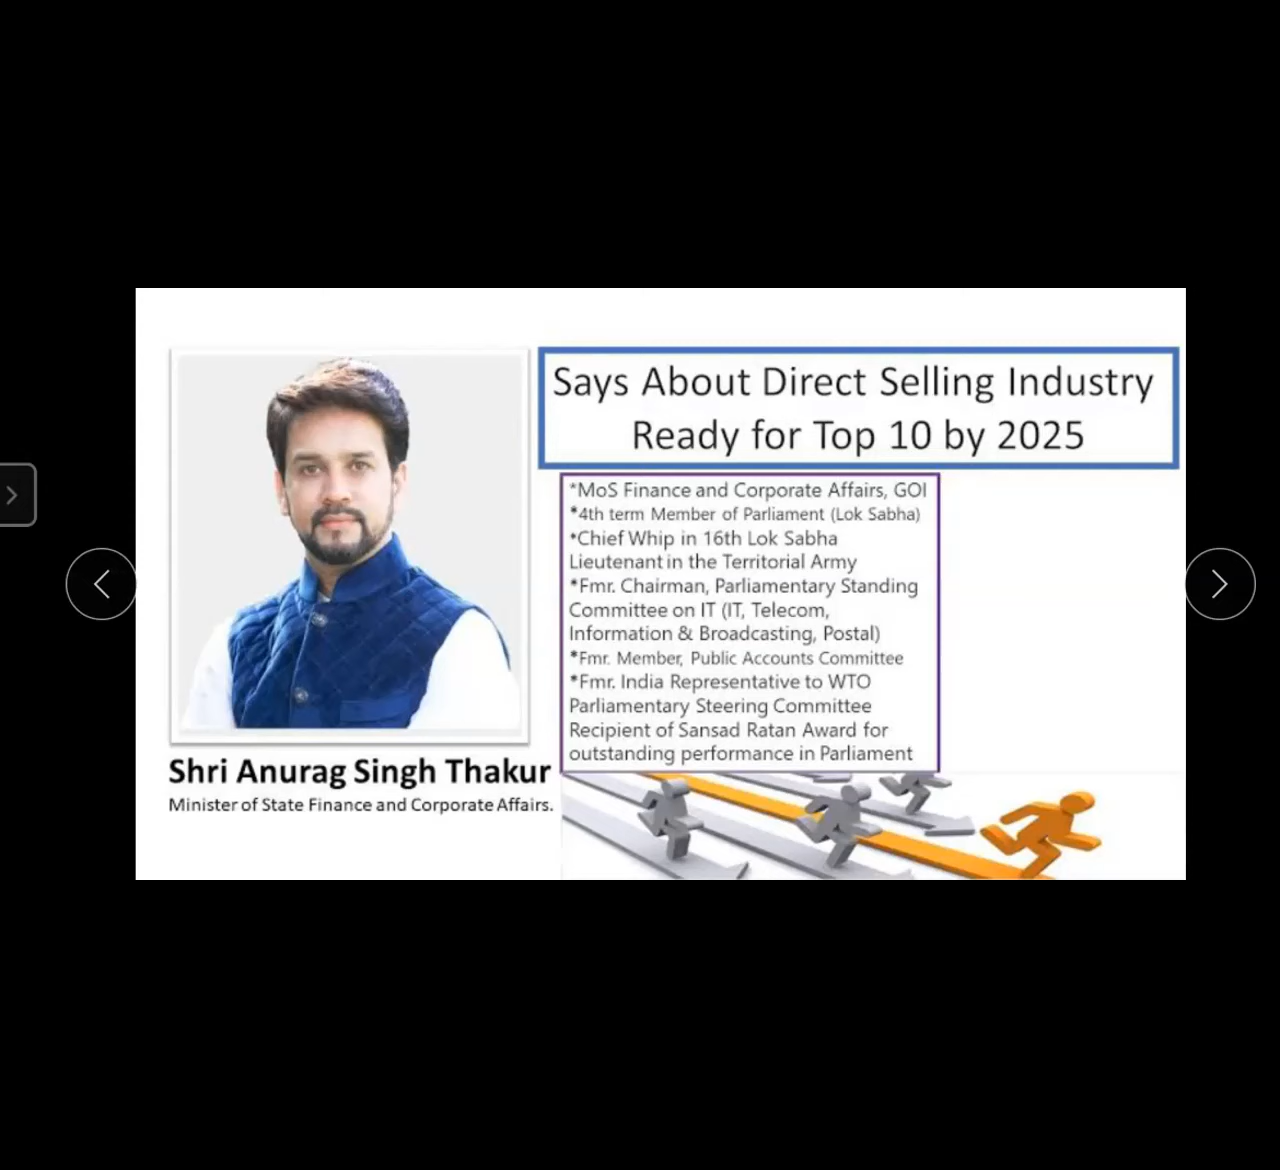 Says About Direct Selling Industry
Ready for Top 10 by 2025
*MoS Finance and Corporate Affairs, GOI
*4th term Member of Parliament (Lok Sabha)
*Chief Whip in 16th Lok Sabha
Lieutenant in the Territorial Army
*Fmr. Chairman, Parliamentary Standing
Committee on IT (IT, Telecom,
Information & Broadcasting, Postal)
*Fmr. Member, Public Accounts Committee
*Fmr. India Representative to WTO
Parliamentary Steering Committee
Recipient of Sansad Ratan Award for
outstanding performance in Parliament
Shri Anurag Singh Thakur
Minister of State Finance and Corporate Affairs.